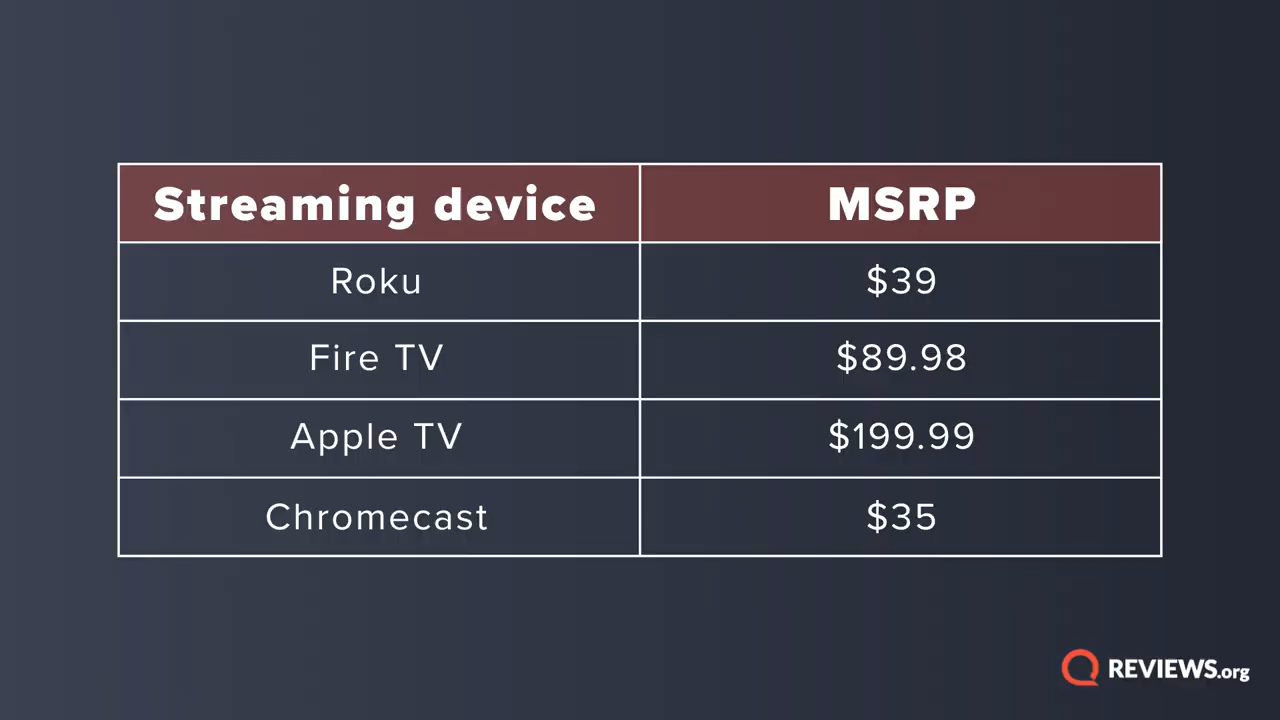 Streaming device MSRP
Roku $39
Fire TV $89.98
Apple TV $199.99
Chromecast $35
REVIEWS.org